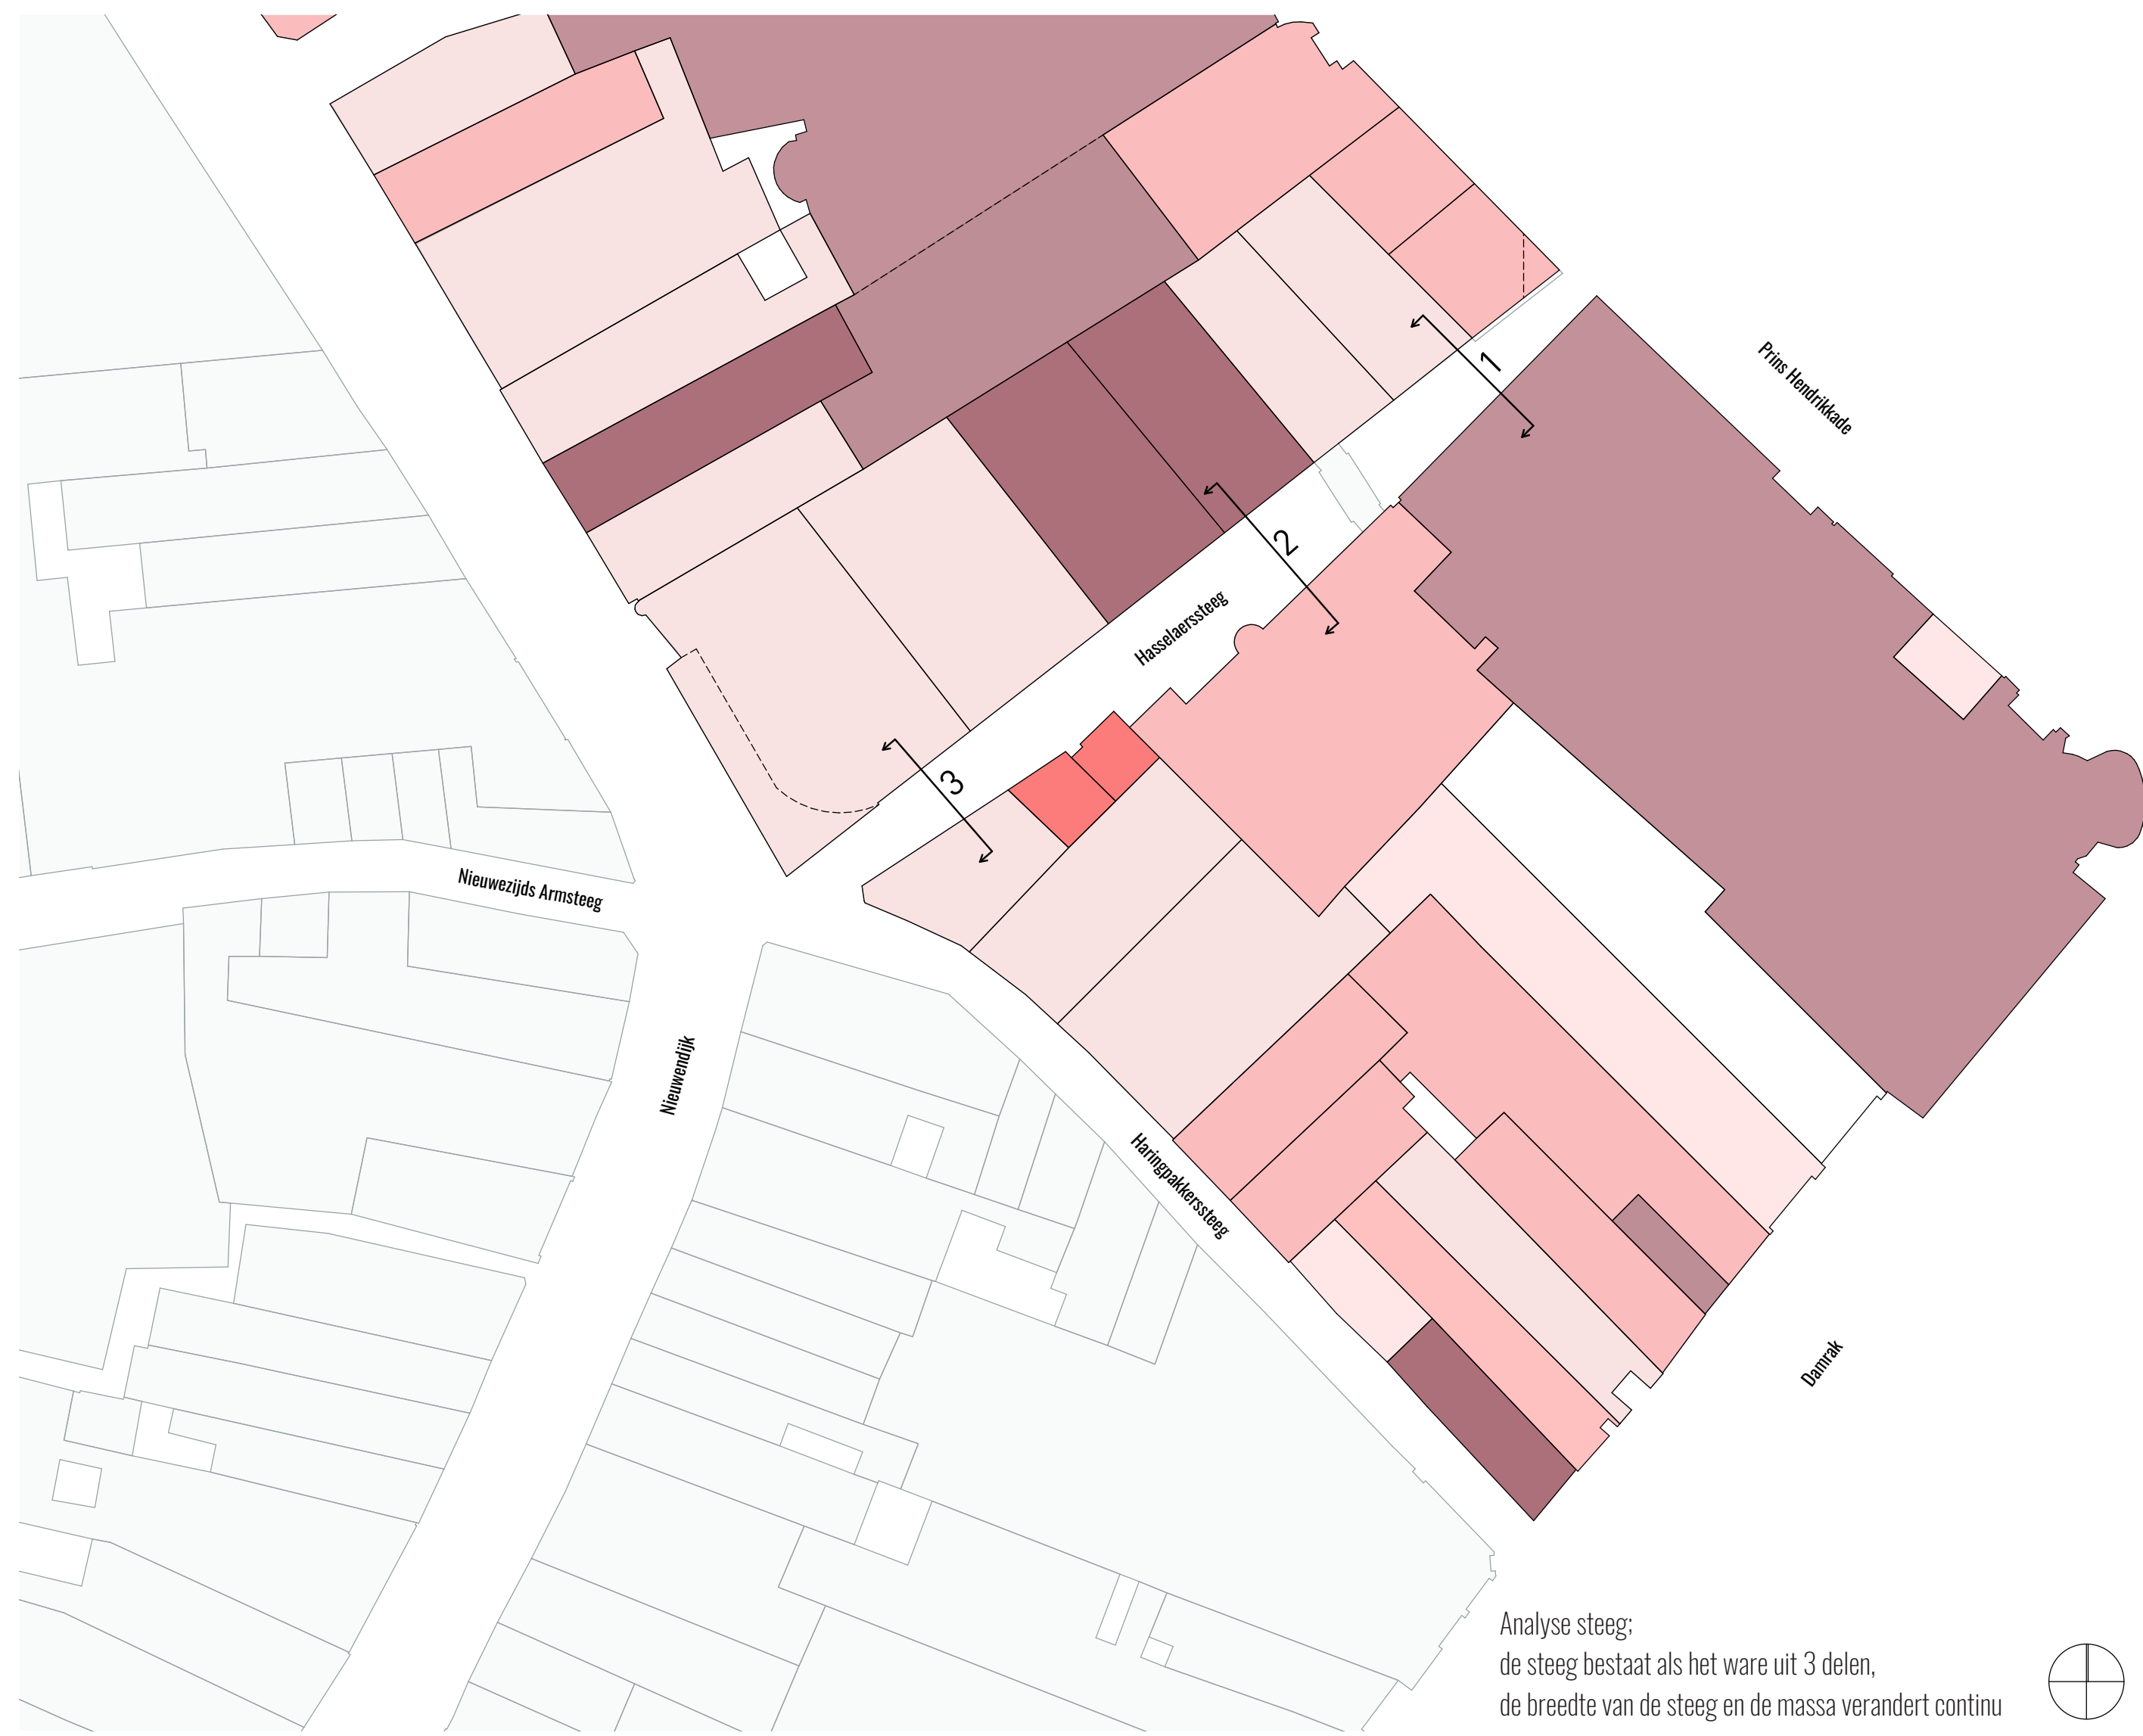 Prins Hendrikkade
1
2
Hasselaerssteeg
3
Nieuwezijds Armsteeg
Nieuwendijk
Haringpakkerssteeg
Damrak
Analyse steeg;
de steeg bestaat als het ware uit 3 delen,
de breedte van de steeg en de massa verandert continu